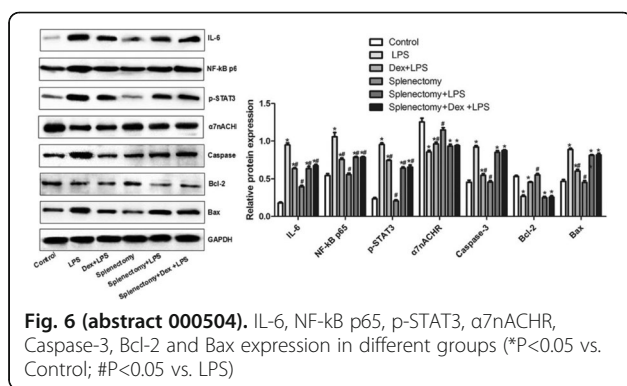 IL-6
NF-kB p6
p-STAT3
α7nACHI
Caspase
Bcl-2
Bax
GAPDH
Control
LPS
Dex+LPS
Splenectomy
Splenectomy+LPS
Splenectomy+Dex +LPS
Control
LPS
Dex+LPS
Splenectomy
Splenectomy+LPS
Splenectomy+Dex +LPS
Relative protein expression
1.5
1.0
0.5
0.0
IL-6
NF-kB p65
p-STAT3
α7nACHR
Caspase-3
Bcl-2
Bax
Fig. 6 (abstract 000504). IL-6, NF-kB p65, p-STAT3, α7nACHR,
Caspase-3, Bcl-2 and Bax expression in different groups (*P<0.05 vs.
Control; #P<0.05 vs. LPS)